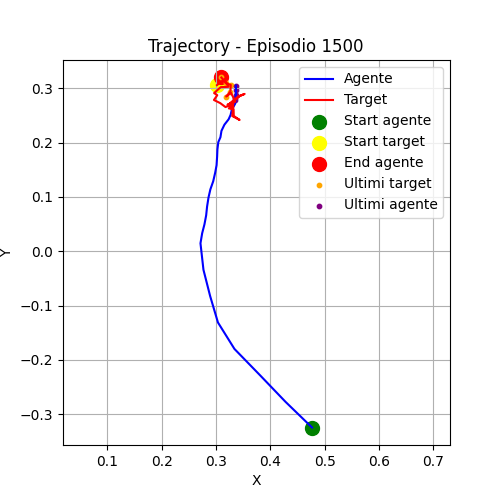 Trajectory - Episodio 1500
Agente
Target
Start agente
Start target
End agente
Ultimi target
Ultimi agente
0.3
0.2
0.1
0.0
−0.1
−0.2
−0.3
Y
0.1 0.2 0.3 0.4 0.5 0.6 0.7
X